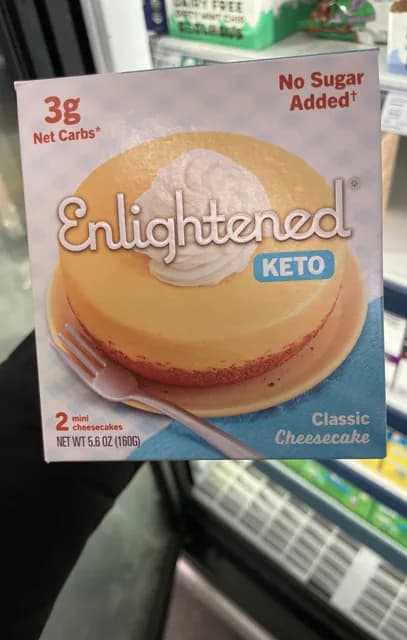 DAIRY FREE
3g
Net Carbs*
No Sugar
Added†
Enlightened®
KETO
2 mini
cheesecakes
NET WT 5.6 OZ (160G)
Classic
Cheesecake